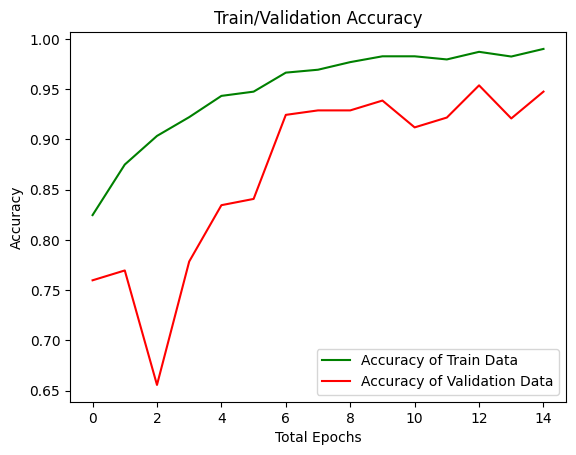 Train/Validation Accuracy
1.00
0.95
0.90
0.85
0.80
0.75
0.70
0.65
Accuracy
Accuracy of Train Data
Accuracy of Validation Data
0 2 4 6 8 10 12 14
Total Epochs